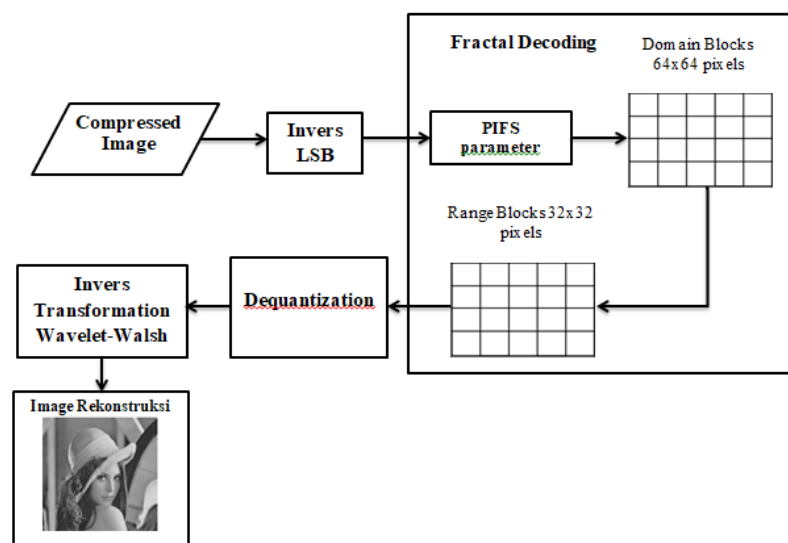 Fractal Decoding
Domain Blocks
64x64 pixels
Compressed
Image
Invers
LSB
PIFS
parameter
Range Blocks 32x32
pixels
Invers
Transformation
Wavelet-Walsh
Dequantization
Image Rekonstruksi